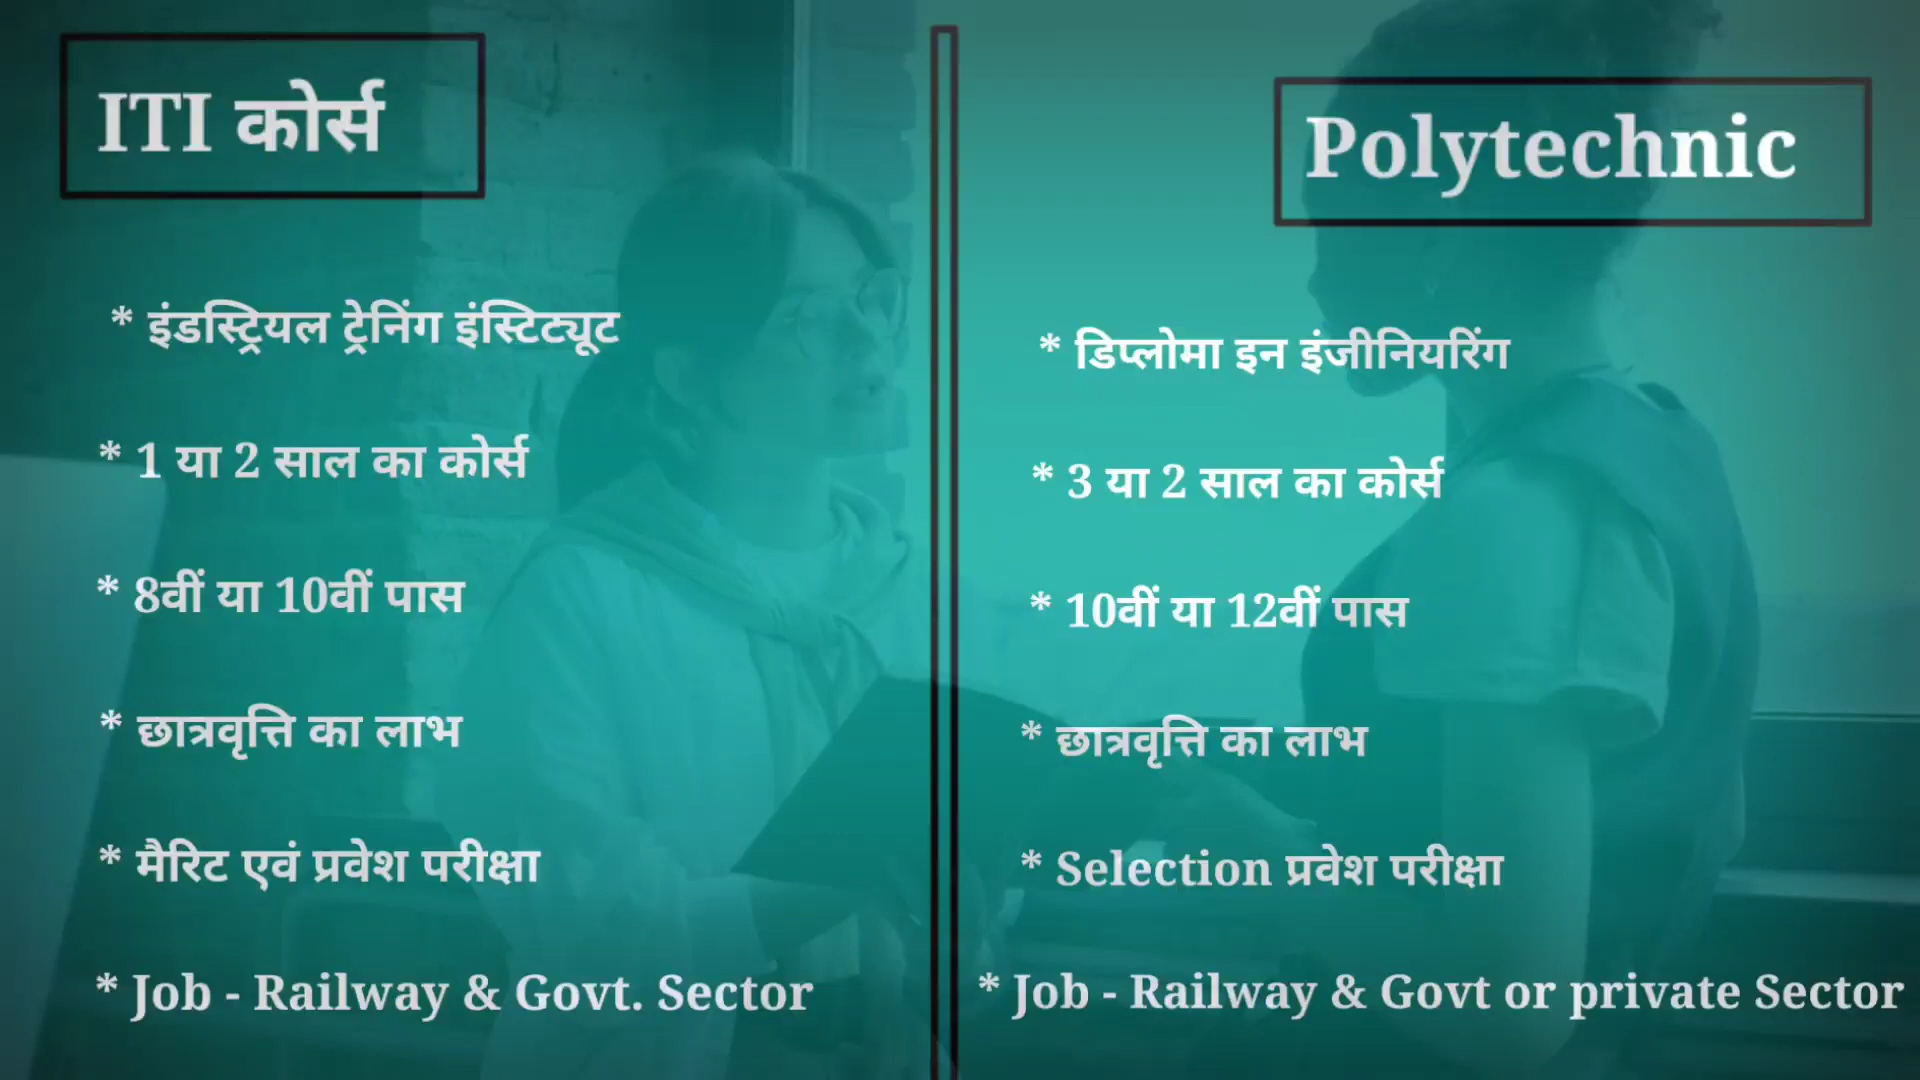 ITI कोर्स
* इंडस्ट्रियल ट्रेनिंग इंस्टिट्यूट
* 1 या 2 साल का कोर्स
* 8वीं या 10वीं पास
* छात्रवृत्ति का लाभ
* मैरिट एवं प्रवेश परीक्षा
* Job - Railway & Govt. Sector
Polytechnic
* डिप्लोमा इन इंजीनियरिंग
* 3 या 2 साल का कोर्स
* 10वीं या 12वीं पास
* छात्रवृत्ति का लाभ
* Selection प्रवेश परीक्षा
* Job - Railway & Govt or private Sector